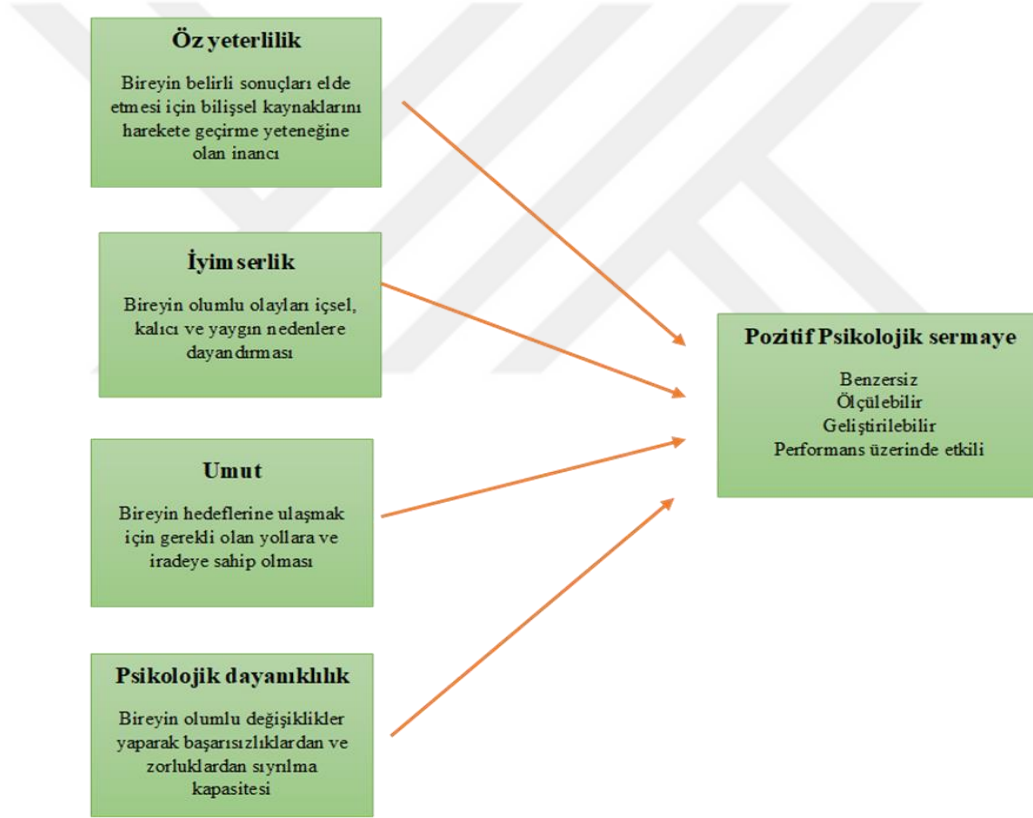 Öz yeterlilik
Bireyin belirli sonuçları elde
etmesi için bilişsel kaynaklarını
harekete geçirme yeteneğine
olan inancı
İyimserlik
Bireyin olumlu olayları içsel,
kalıcı ve yaygın nedenlere
dayandırması
Umut
Bireyin hedeflerine ulaşmak
için gerekli olan yollara ve
iradeye sahip olması
Psikolojik dayanıklılık
Bireyin olumlu değişiklikler
yaparak başarısızlıklardan ve
zorluklardan sıyrılma
kapasitesi
Pozitif Psikolojik sermaye
Benzersiz
Ölçülebilir
Geliştirilebilir
Performans üzerinde etkili